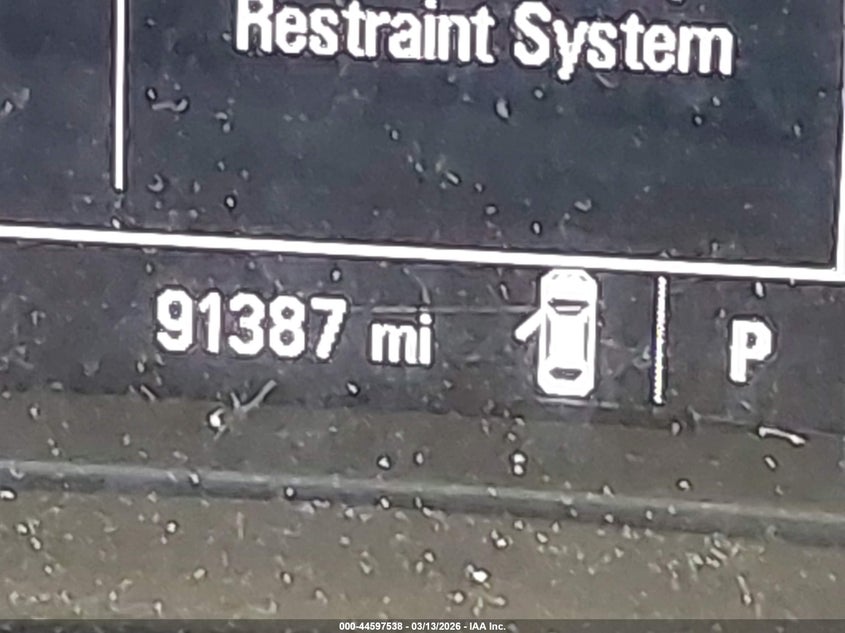 Restraint System
91387 mi
P
000-44597538 - 03/13/2026 - IAA Inc.